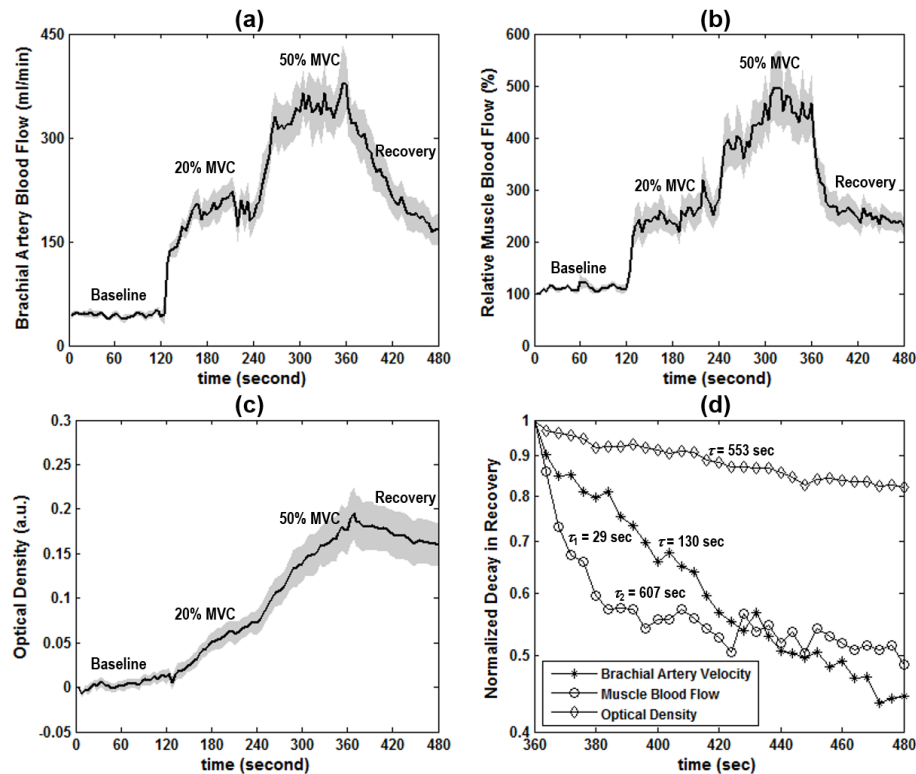 (a)
450
350
250
150
50
0 60 120 180 240 300 360 420 480
Brachial Artery Blood Flow (ml/min)
time (second)
Baseline
20% MVC
50% MVC
Recovery
(b)
600
500
400
300
200
100
0
0 60 120 180 240 300 360 420 480
Relative Muscle Blood Flow (%)
time (second)
Baseline
20% MVC
50% MVC
Recovery
(c)
0.3
0.25
0.2
0.15
0.1
0.05
0
-0.05
0 60 120 180 240 300 360 420 480
Optical Density (a.u.)
time (second)
Baseline
20% MVC
50% MVC
Recovery
(d)
1
0.9
0.8
0.7
0.6
0.5
0.4
360 380 400 420 440 460 480
Normalized Decay in Recovery
time (sec)
τ = 553 sec
τ1 = 29 sec
τ = 130 sec
τ2 = 607 sec
Brachial Artery Velocity
Muscle Blood Flow
Optical Density